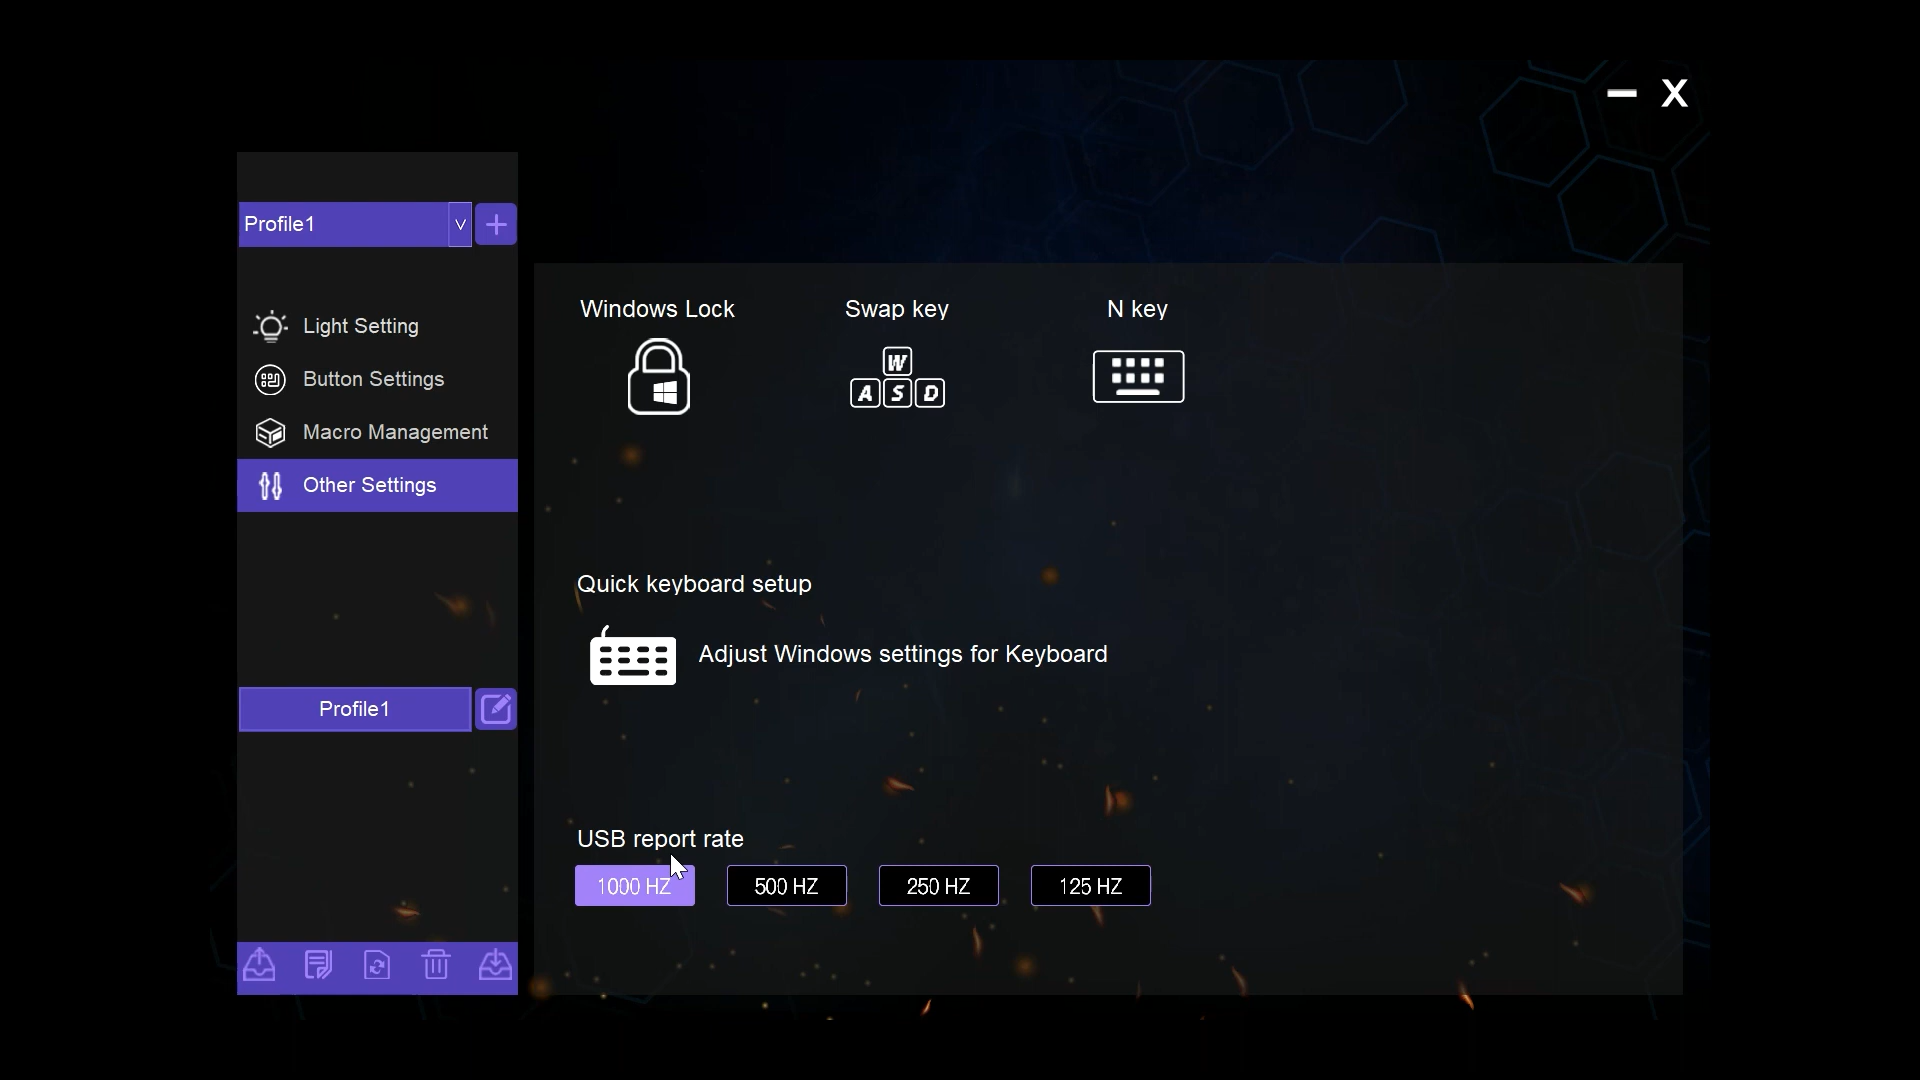 X
Profile1
V
+
Light Setting
Button Settings
Macro Management
Other Settings
Profile1
Windows Lock
Swap key
N key
W
A S D
Quick keyboard setup
Adjust Windows settings for Keyboard
USB report rate
1000 HZ
500 HZ
250 HZ
125 HZ